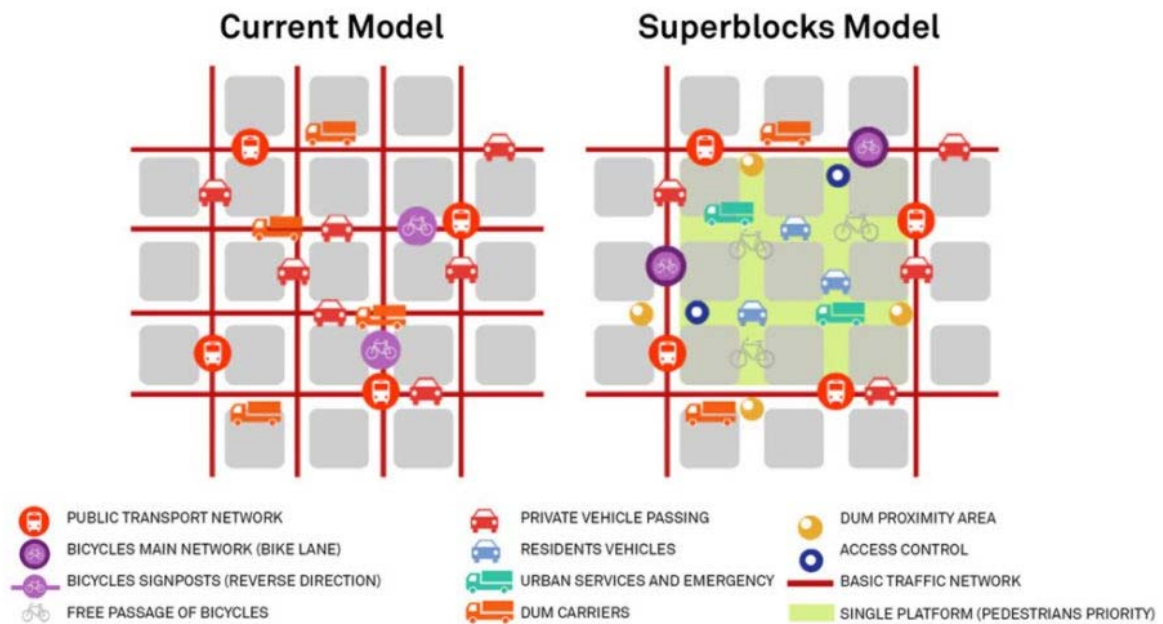 Current Model
Superblocks Model
PUBLIC TRANSPORT NETWORK
BICYCLES MAIN NETWORK (BIKE LANE)
BICYCLES SIGNPOSTS (REVERSE DIRECTION)
FREE PASSAGE OF BICYCLES
PRIVATE VEHICLE PASSING
RESIDENTS VEHICLES
URBAN SERVICES AND EMERGENCY
DUM CARRIERS
DUM PROXIMITY AREA
ACCESS CONTROL
BASIC TRAFFIC NETWORK
SINGLE PLATFORM (PEDESTRIANS PRIORITY)